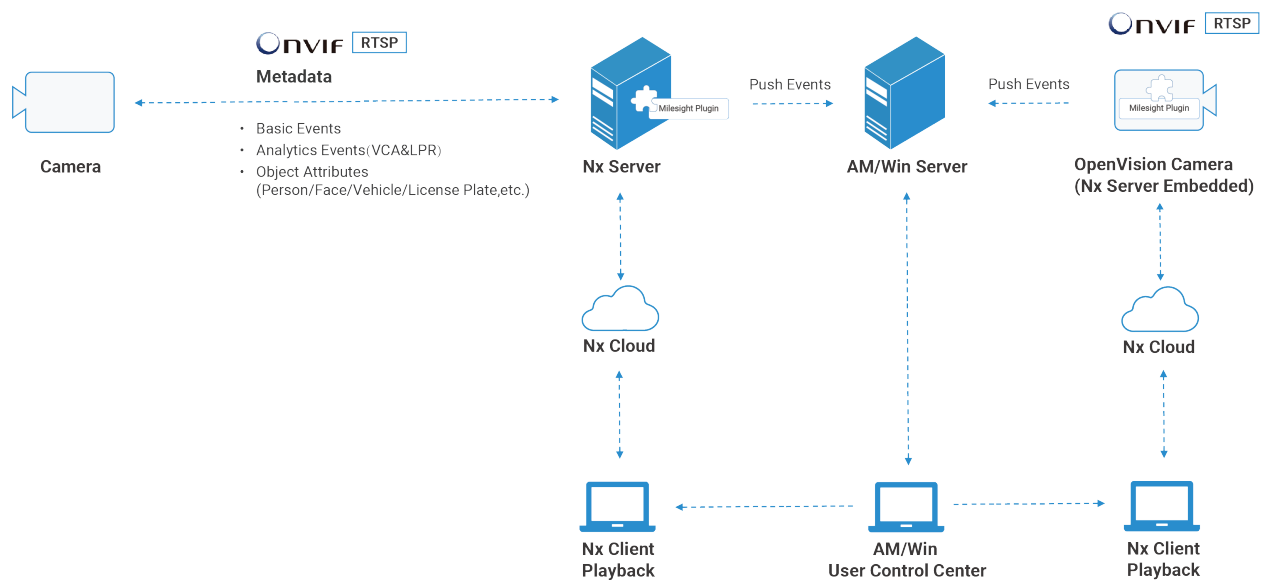 ONVIF RTSP
Metadata
• Basic Events
• Analytics Events(VCA&LPR)
• Object Attributes
(Person/Face/Vehicle/License Plate,etc.)
Camera
Milesight Plugin
Nx Server
Push Events
AM/Win Server
Push Events
ONVIF RTSP
Milesight Plugin
OpenVision Camera
(Nx Server Embedded)
Nx Cloud
Nx Cloud
Nx Client
Playback
AM/Win
User Control Center
Nx Client
Playback